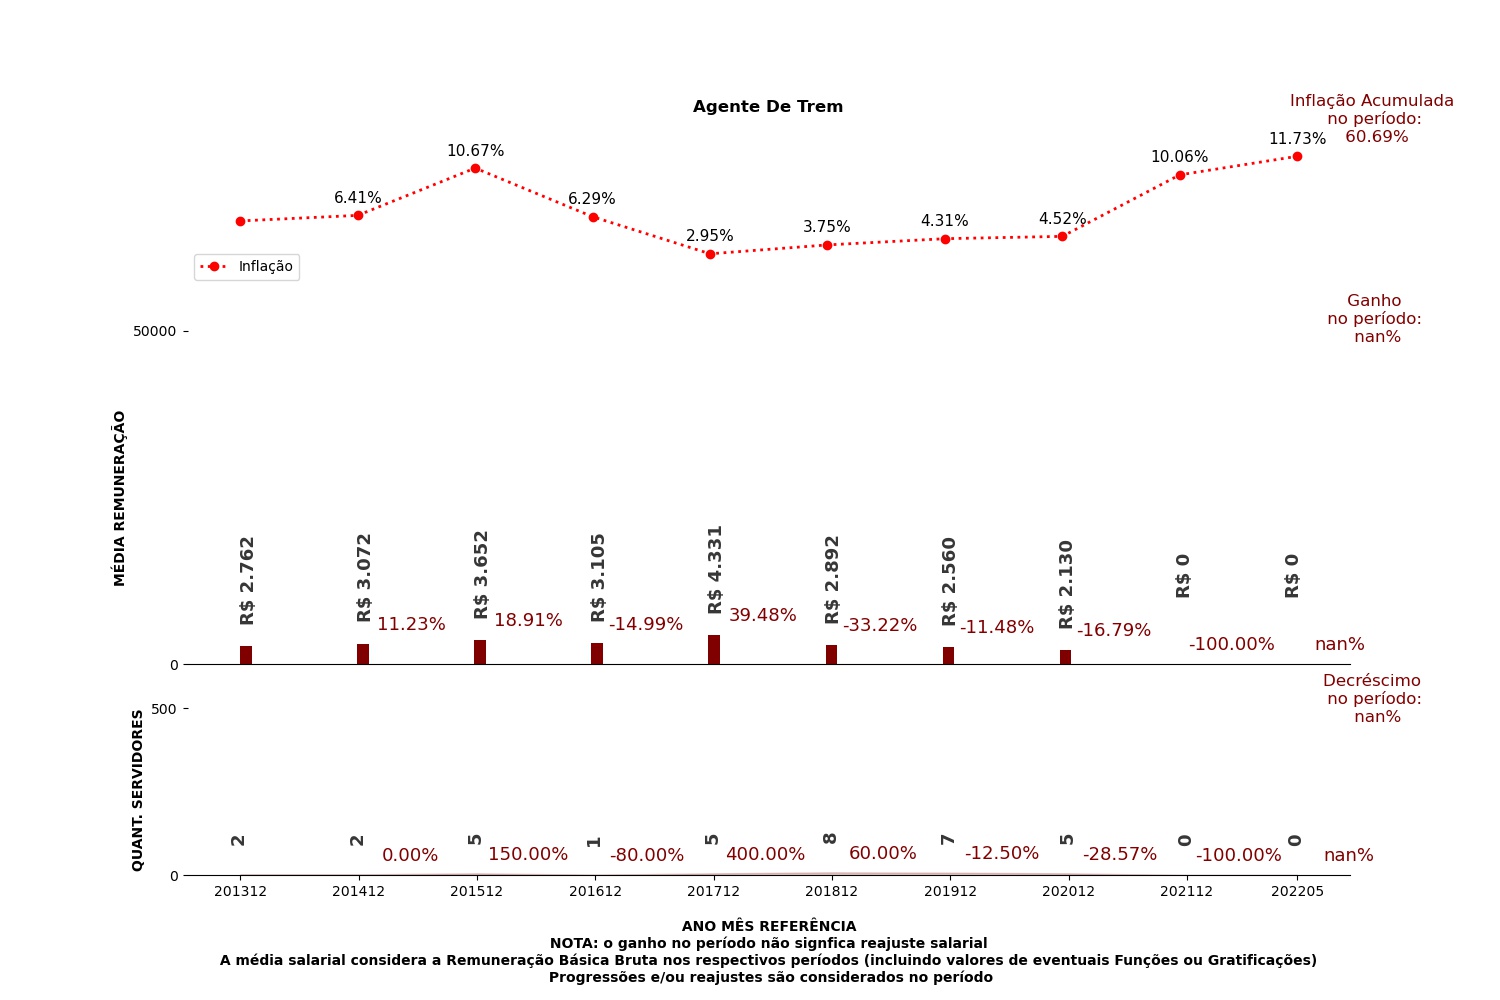 Agente De Trem
Inflação Acumulada
no período:
60.69%
6.41%
10.67%
6.29%
2.95%
3.75%
4.31%
4.52%
10.06%
11.73%
Inflação
Ganho
no período:
nan%
50000
0
MÉDIA REMUNERAÇÃO
R$ 2.762
R$ 3.072
R$ 3.652
R$ 3.105
R$ 4.331
R$ 2.892
R$ 2.560
R$ 2.130
R$ 0
R$ 0
11.23%
18.91%
-14.99%
39.48%
-33.22%
-11.48%
-16.79%
-100.00%
nan%
Decréscimo
no período:
nan%
500
0
QUANT. SERVIDORES
2
2
5
1
5
8
7
5
0
0
0.00%
150.00%
-80.00%
400.00%
60.00%
-12.50%
-28.57%
-100.00%
nan%
201312
201412
201512
201612
201712
201812
201912
202012
202112
202205
ANO MÊS REFERÊNCIA
NOTA: o ganho no período não signfica reajuste salarial
A média salarial considera a Remuneração Básica Bruta nos respectivos períodos (incluindo valores de eventuais Funções ou Gratificações)
Progressões e/ou reajustes são considerados no período